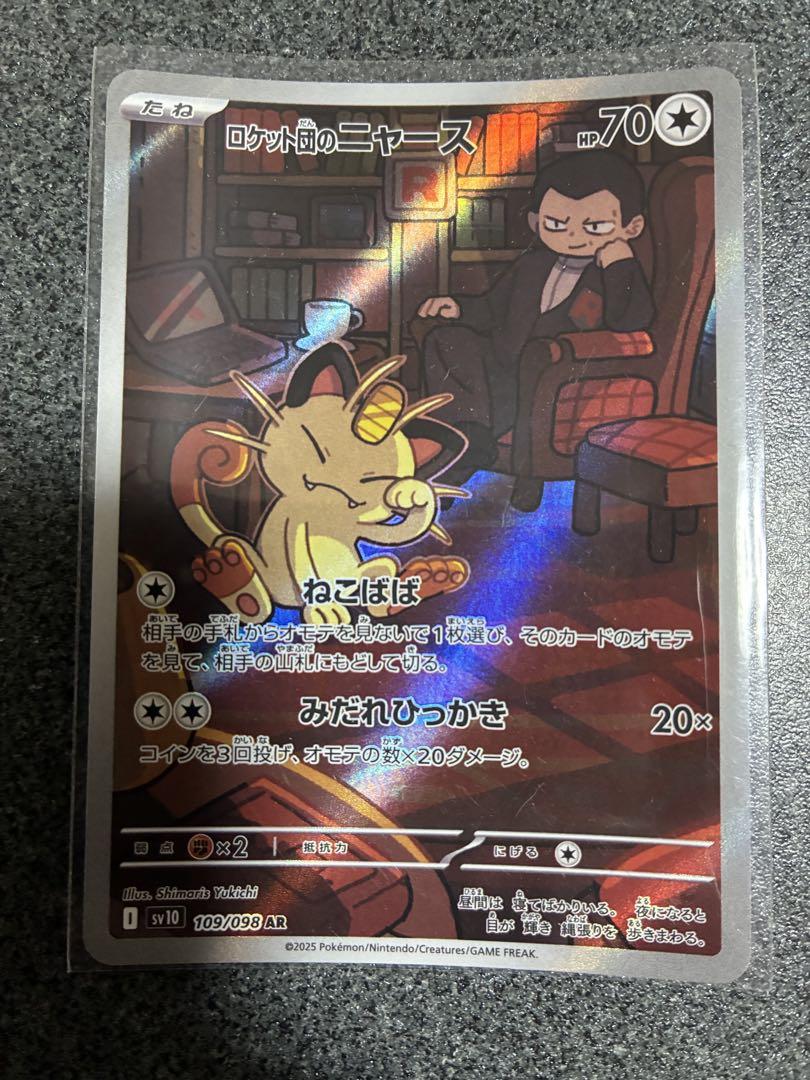 たね
ロケット団のニャース
だん
HP70
R
ねこばば
相手の手札からオモテを見ないで1枚選び、そのカードのオモテ
を見て、相手の山札にもどして切る。
みだれひっかき 20×
コインを3回投げ、オモテの数×20ダメージ。
弱点 ×2 抵抗力 にげる
Illus. Shimaris Yukichi
I sv10 109/098 AR
昼間は 寝てばかりいる。 夜になると
目が 輝き 縄張りを 歩きまわる。
©2025 Pokémon/Nintendo/Creatures/GAME FREAK.